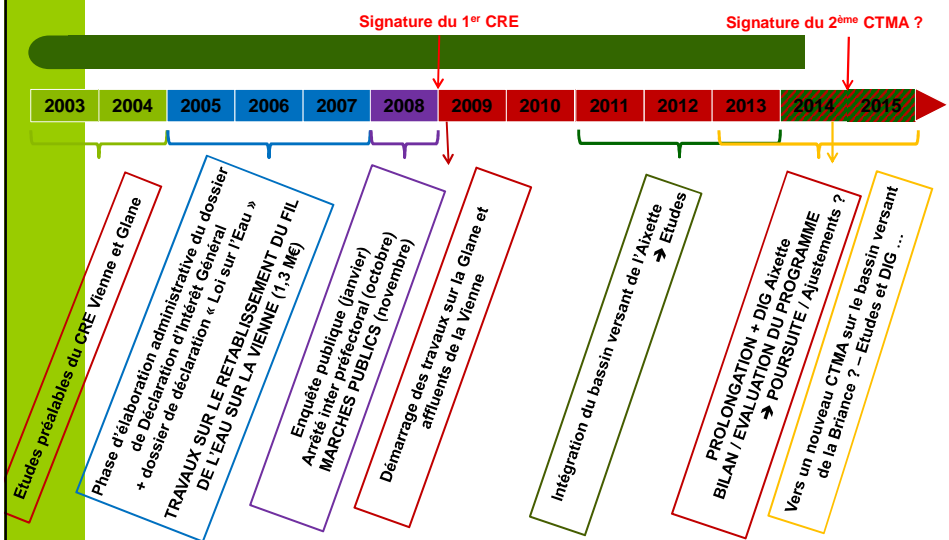 Signature du 1er CRE
Signature du 2ème CTMA ?
2003 2004 2005 2006 2007 2008 2009 2010 2011 2012 2013 2014 2015
Etudes préalables du CRE Vienne et Glane
Phase d'élaboration administrative du dossier
de Déclaration d'Intérêt Général
+ dossier de déclaration « Loi sur l'Eau »
TRAVAUX SUR LE RETABLISSEMENT DU FIL
DE L'EAU SUR LA VIENNE (1,3 M€)
Enquête publique (janvier)
Arrêté inter préfectoral (octobre)
MARCHES PUBLICS (novembre)
Démarrage des travaux sur la Glane et
affluents de la Vienne
Intégration du bassin versant de l'Aixette
➔ Etudes
PROLONGATION + DIG Aixette
BILAN / EVALUATION DU PROGRAMME
➔ POURSUITE / Ajustements ?
Vers un nouveau CTMA sur le bassin versant
de la Briance ? – Etudes et DIG …